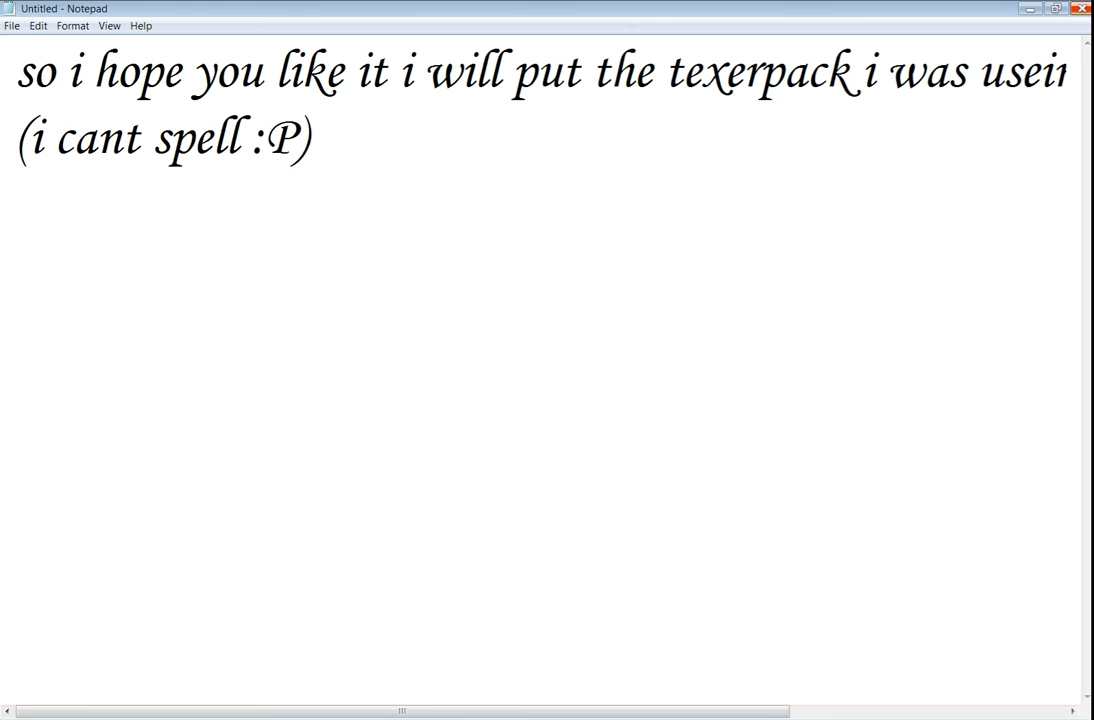 Untitled - Notepad
File Edit Format View Help
so i hope you like it i will put the texerpack i was
(i cant spell :P)